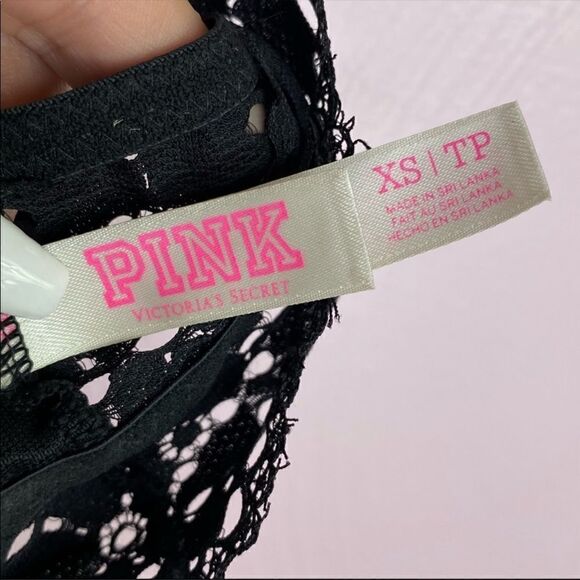 PINK
VICTORIA'S SECRET
XS | TP
MADE IN SRI LANKA
FAIT AU SRI LANKA
HECHO EN SRI LANKA